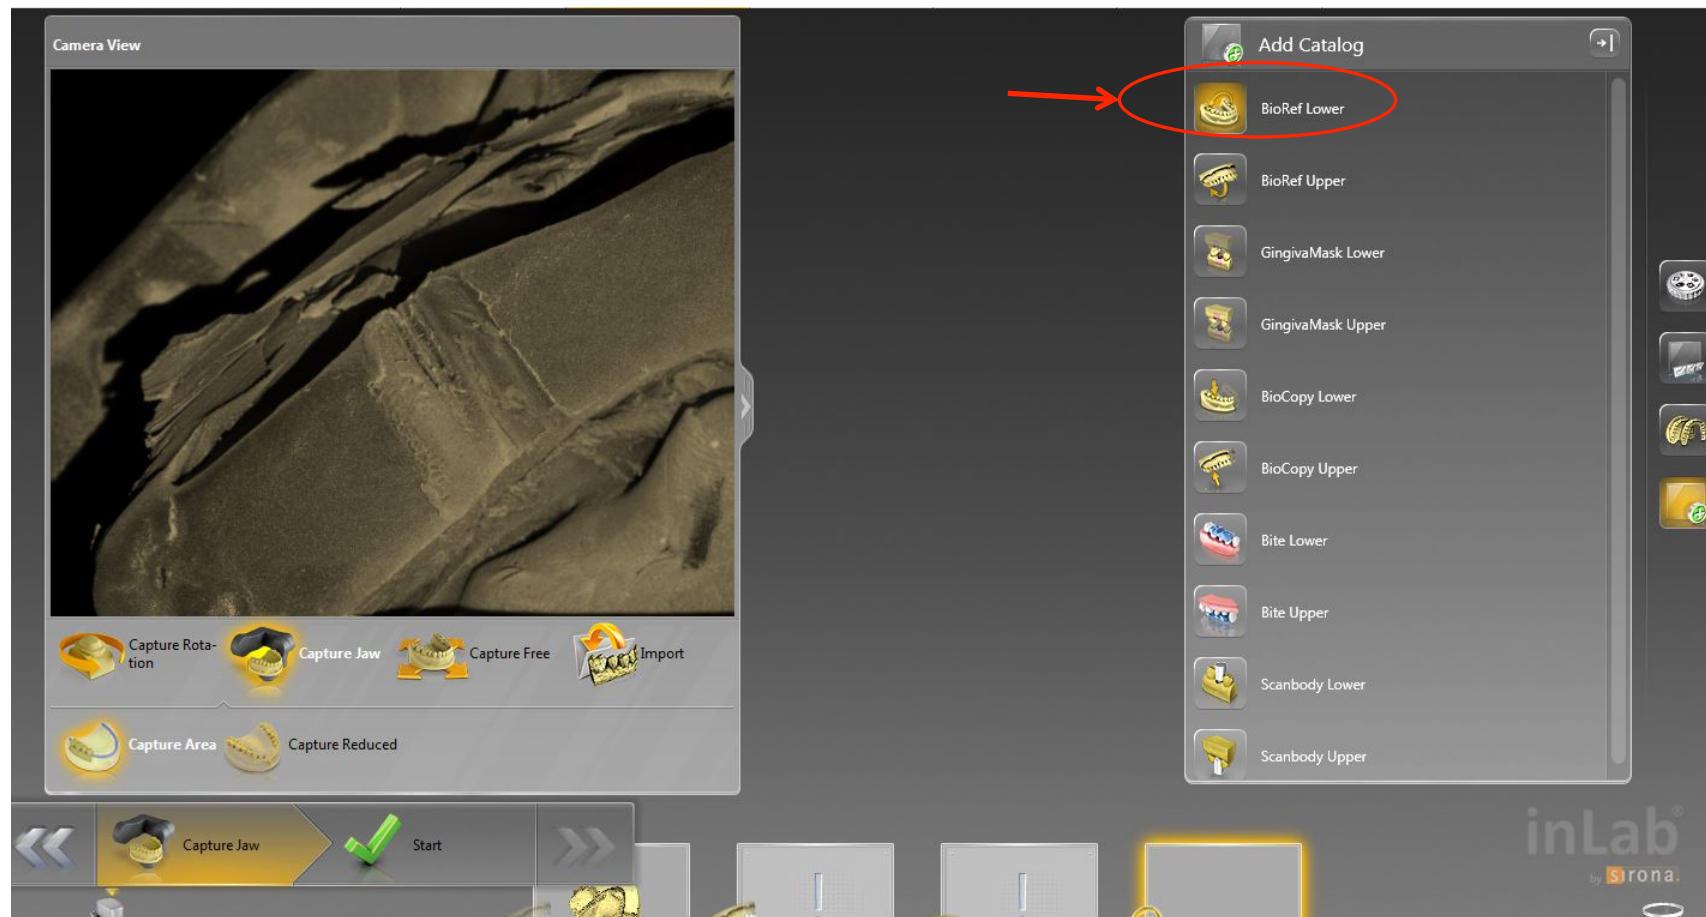 Camera View
Add Catalog
BioRef Lower
BioRef Upper
GingivaMask Lower
GingivaMask Upper
BioCopy Lower
BioCopy Upper
Bite Lower
Bite Upper
Scanbody Lower
Scanbody Upper
Capture Rota-
tion
Capture Jaw
Capture Free
Import
Capture Area
Capture Reduced
Capture Jaw
Start
inLab®
by sirona.